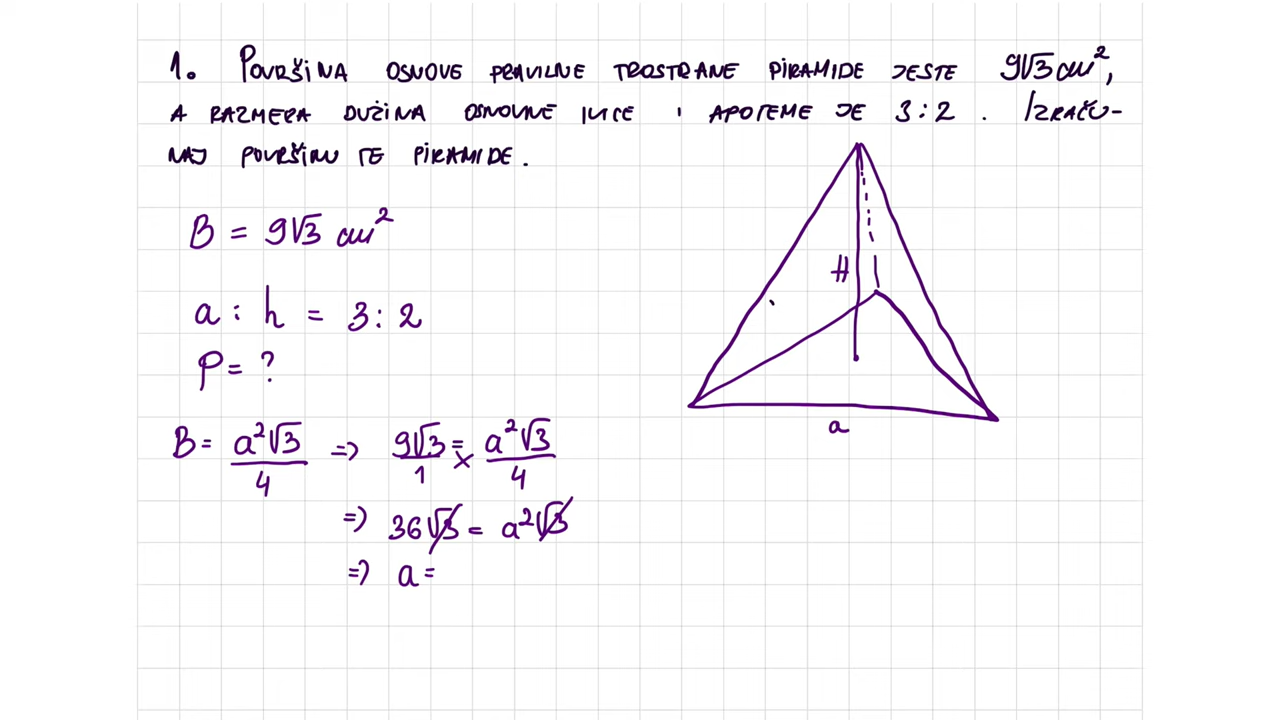 1. POVRŠINA OSNOVE PRAVILNE TROSTRANE PIRAMIDE JESTE 9√3 cm²,
A RAZMERA DUŽINA OSNOVNE IVICE I APOTEME JE 3:2. IZRAČU-
NAJ POVRŠINU TE PIRAMIDE.
B = 9√3 cm²
a : h = 3:2
P = ?
B = a²√3/4 => 9√3/1 = a²√3/4
=> 36√3 = a²√3
=> a =
H
a